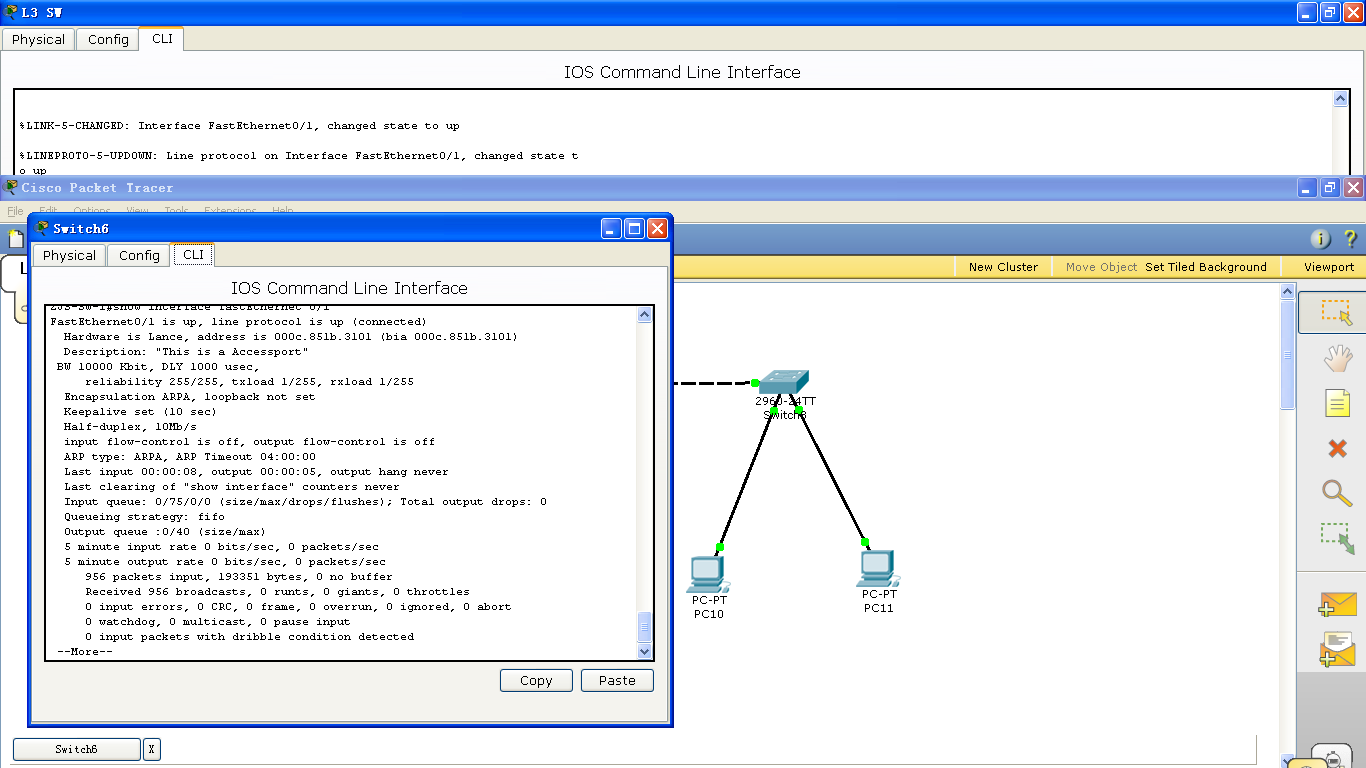 L3 SW
Physical Config CLI
IOS Command Line Interface
%LINK-5-CHANGED: Interface FastEthernet0/1, changed state to up
%LINEPROTO-5-UPDOWN: Line protocol on Interface FastEthernet0/1, changed state t
o up
Cisco Packet Tracer
File Edit Options View Tools Extensions Help
Switch6
Physical Config CLI
IOS Command Line Interface
ZJS-SW-1#show interface fastEthernet 0/1
FastEthernet0/1 is up, line protocol is up (connected)
Hardware is Lance, address is 000c.851b.3101 (bia 000c.851b.3101)
Description: "This is a Accessport"
BW 10000 Kbit, DLY 1000 usec,
reliability 255/255, txload 1/255, rxload 1/255
Encapsulation ARPA, loopback not set
Keepalive set (10 sec)
Half-duplex, 10Mb/s
input flow-control is off, output flow-control is off
ARP type: ARPA, ARP Timeout 04:00:00
Last input 00:00:08, output 00:00:05, output hang never
Last clearing of "show interface" counters never
Input queue: 0/75/0/0 (size/max/drops/flushes); Total output drops: 0
Queueing strategy: fifo
Output queue :0/40 (size/max)
5 minute input rate 0 bits/sec, 0 packets/sec
5 minute output rate 0 bits/sec, 0 packets/sec
956 packets input, 193351 bytes, 0 no buffer
Received 956 broadcasts, 0 runts, 0 giants, 0 throttles
0 input errors, 0 CRC, 0 frame, 0 overrun, 0 ignored, 0 abort
0 watchdog, 0 multicast, 0 pause input
0 input packets with dribble condition detected
--More--
Copy Paste
New Cluster Move Object Set Tiled Background Viewport
2960-24TT
Switch8
PC-PT
PC10
PC-PT
PC11
Switch6 X